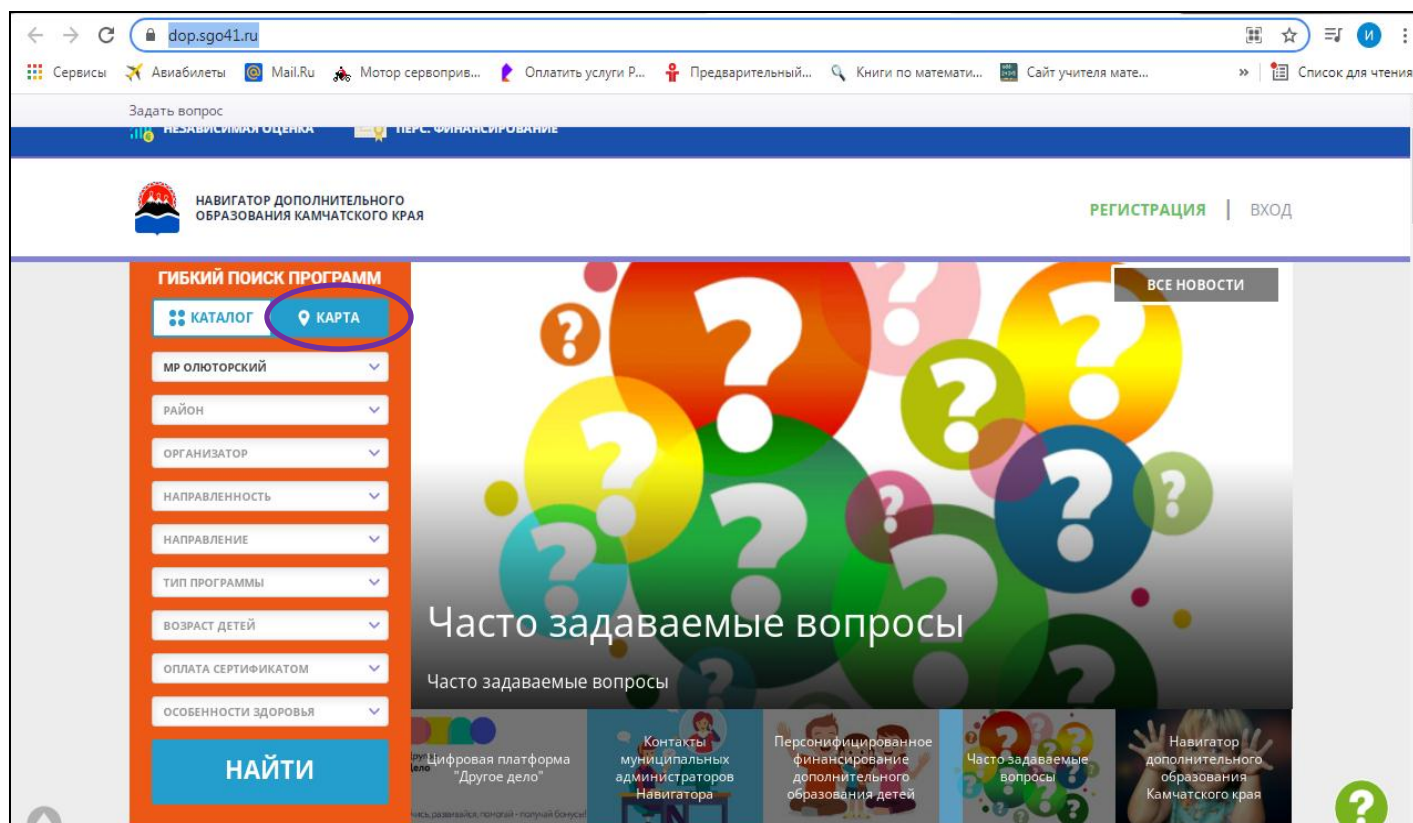 dop.sgo41.ru
И
Сервисы
Авиабилеты
Mail.Ru
Мотор сервоприв...
Оплатить услуги Р...
Предварительный...
Книги по математи...
Сайт учителя мате...
»
Список для чтения
Задать вопрос
НЕЗАВИСИМАЯ ОЦЕНКА
ПЕРС. ФИНАНСИРОВАНИЕ
НАВИГАТОР ДОПОЛНИТЕЛЬНОГО
ОБРАЗОВАНИЯ КАМЧАТСКОГО КРАЯ
РЕГИСТРАЦИЯ | ВХОД
ГИБКИЙ ПОИСК ПРОГРАММ
КАТАЛОГ
КАРТА
МР ОЛЮТОРСКИЙ
РАЙОН
ОРГАНИЗАТОР
НАПРАВЛЕННОСТЬ
НАПРАВЛЕНИЕ
ТИП ПРОГРАММЫ
ВОЗРАСТ ДЕТЕЙ
ОПЛАТА СЕРТИФИКАТОМ
ОСОБЕННОСТИ ЗДОРОВЬЯ
НАЙТИ
ВСЕ НОВОСТИ
Часто задаваемые вопросы
Часто задаваемые вопросы
Цифровая платформа
"Другое дело"
Контакты
муниципальных
администраторов
Навигатора
Персонифицированное
финансирование
дополнительного
образования детей
Часто задаваемые
вопросы
Навигатор
дополнительного
образования
Камчатского края
?